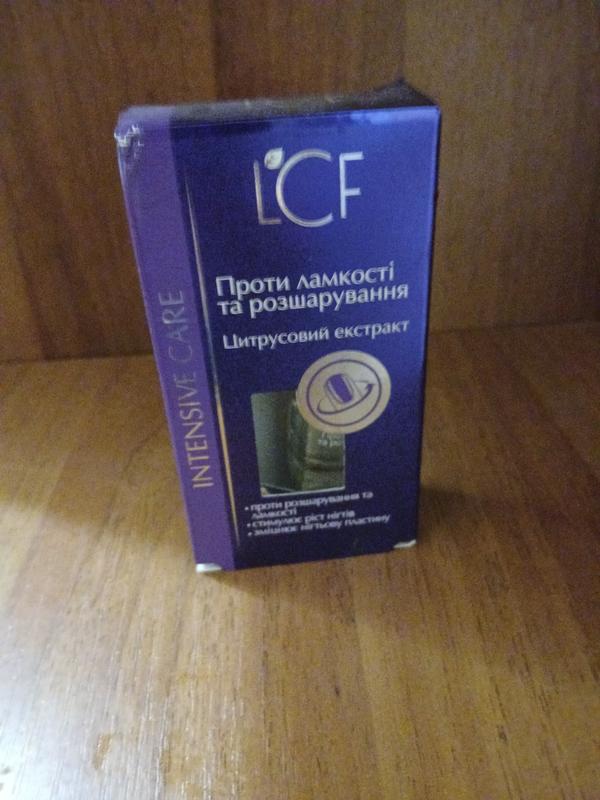 LCF
Проти ламкості
та розшарування
Цитрусовий екстракт
INTENSIVE CARE
• проти розшарування та
ламкості
• стимулює ріст нігтів
• зміцнює нігтьову пластину